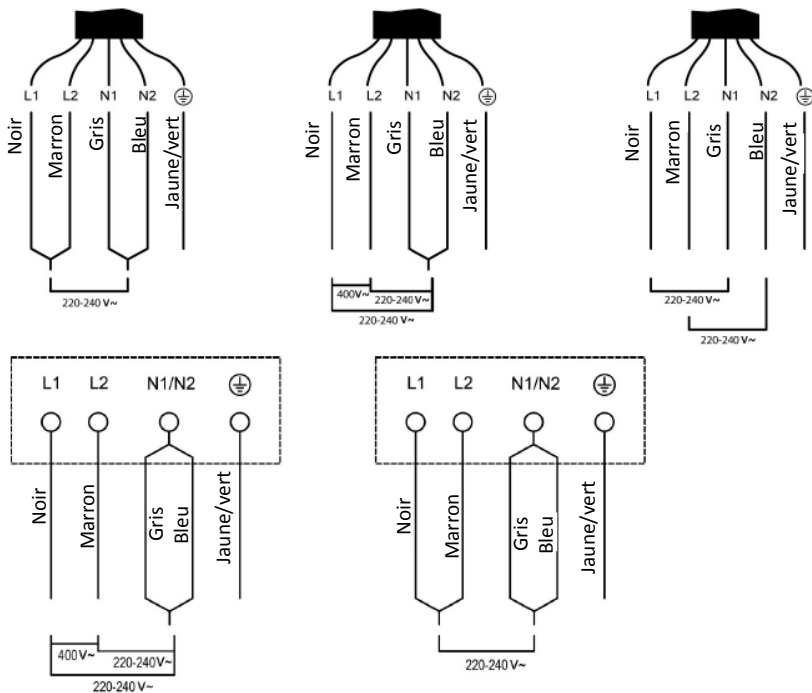 L1 L2 N1 N2
Noir
Marron
Gris
Bleu
Jaune/vert
220-240 V~
L1 L2 N1 N2
Noir
Marron
Gris
Bleu
Jaune/vert
400V~
220-240 V~
220-240 V~
L1 L2 N1 N2
Noir
Marron
Gris
Bleu
Jaune/vert
220-240 V~
220-240 V~
L1 L2 N1/N2
Noir
Marron
Gris
Bleu
Jaune/vert
400V~
220-240V~
220-240V~
L1 L2 N1/N2
Noir
Marron
Gris
Bleu
Jaune/vert
220-240V~